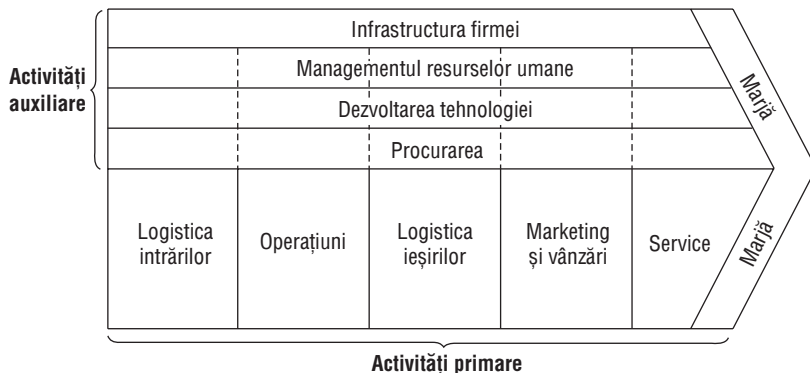 Infrastructura firmei
Activități
auxiliare
Managementul resurselor umane
Dezvoltarea tehnologiei
Procurarea
Marjă
Logistica
intrărilor
Operațiuni
Logistica
ieșirilor
Marketing
și vânzări
Service
Marjă
Activități primare